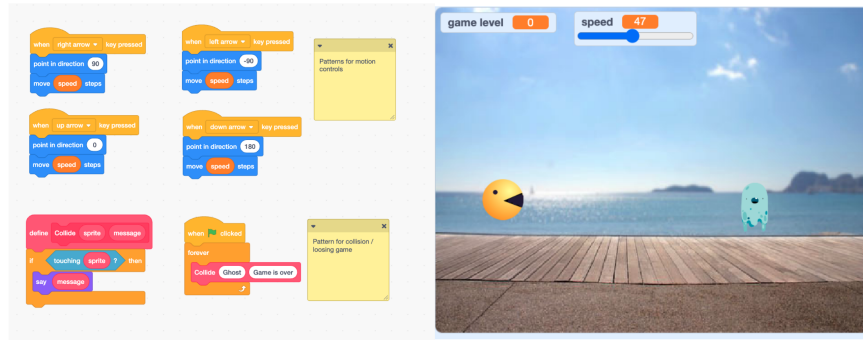 when right arrow key pressed
point in direction 90
move speed steps
when left arrow key pressed
point in direction -90
move speed steps
Patterns for motion
controls
when up arrow key pressed
point in direction 0
move speed steps
when down arrow key pressed
point in direction 180
move speed steps
define Collide sprite message
if touching sprite ? then
say message
when clicked
forever
Collide Ghost Game is over
Pattern for collision /
loosing game
game level 0
speed 47